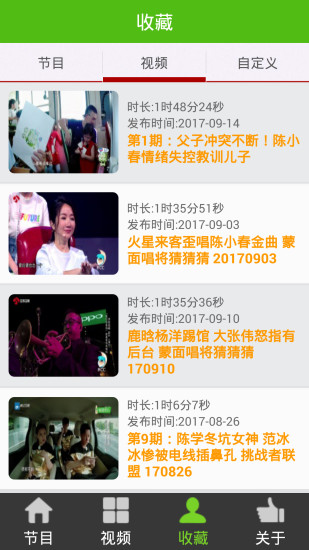 收藏
节目
视频
自定义
时长:1时48分24秒
发布时间:2017-09-14
第1期：父子冲突不断！陈小
春情绪失控教训儿子
时长:1时35分51秒
发布时间:2017-09-03
火星来客歪唱陈小春金曲 蒙
面唱将猜猜猜 20170903
时长:1时35分36秒
发布时间:2017-09-10
鹿晗杨洋踢馆 大张伟怒指有
后台 蒙面唱将猜猜猜
170910
oppo
时长:1时6分7秒
发布时间:2017-08-26
第9期：陈学冬坑女神 范冰
冰惨被电线插鼻孔 挑战者联
盟 170826
节目
视频
收藏
关于